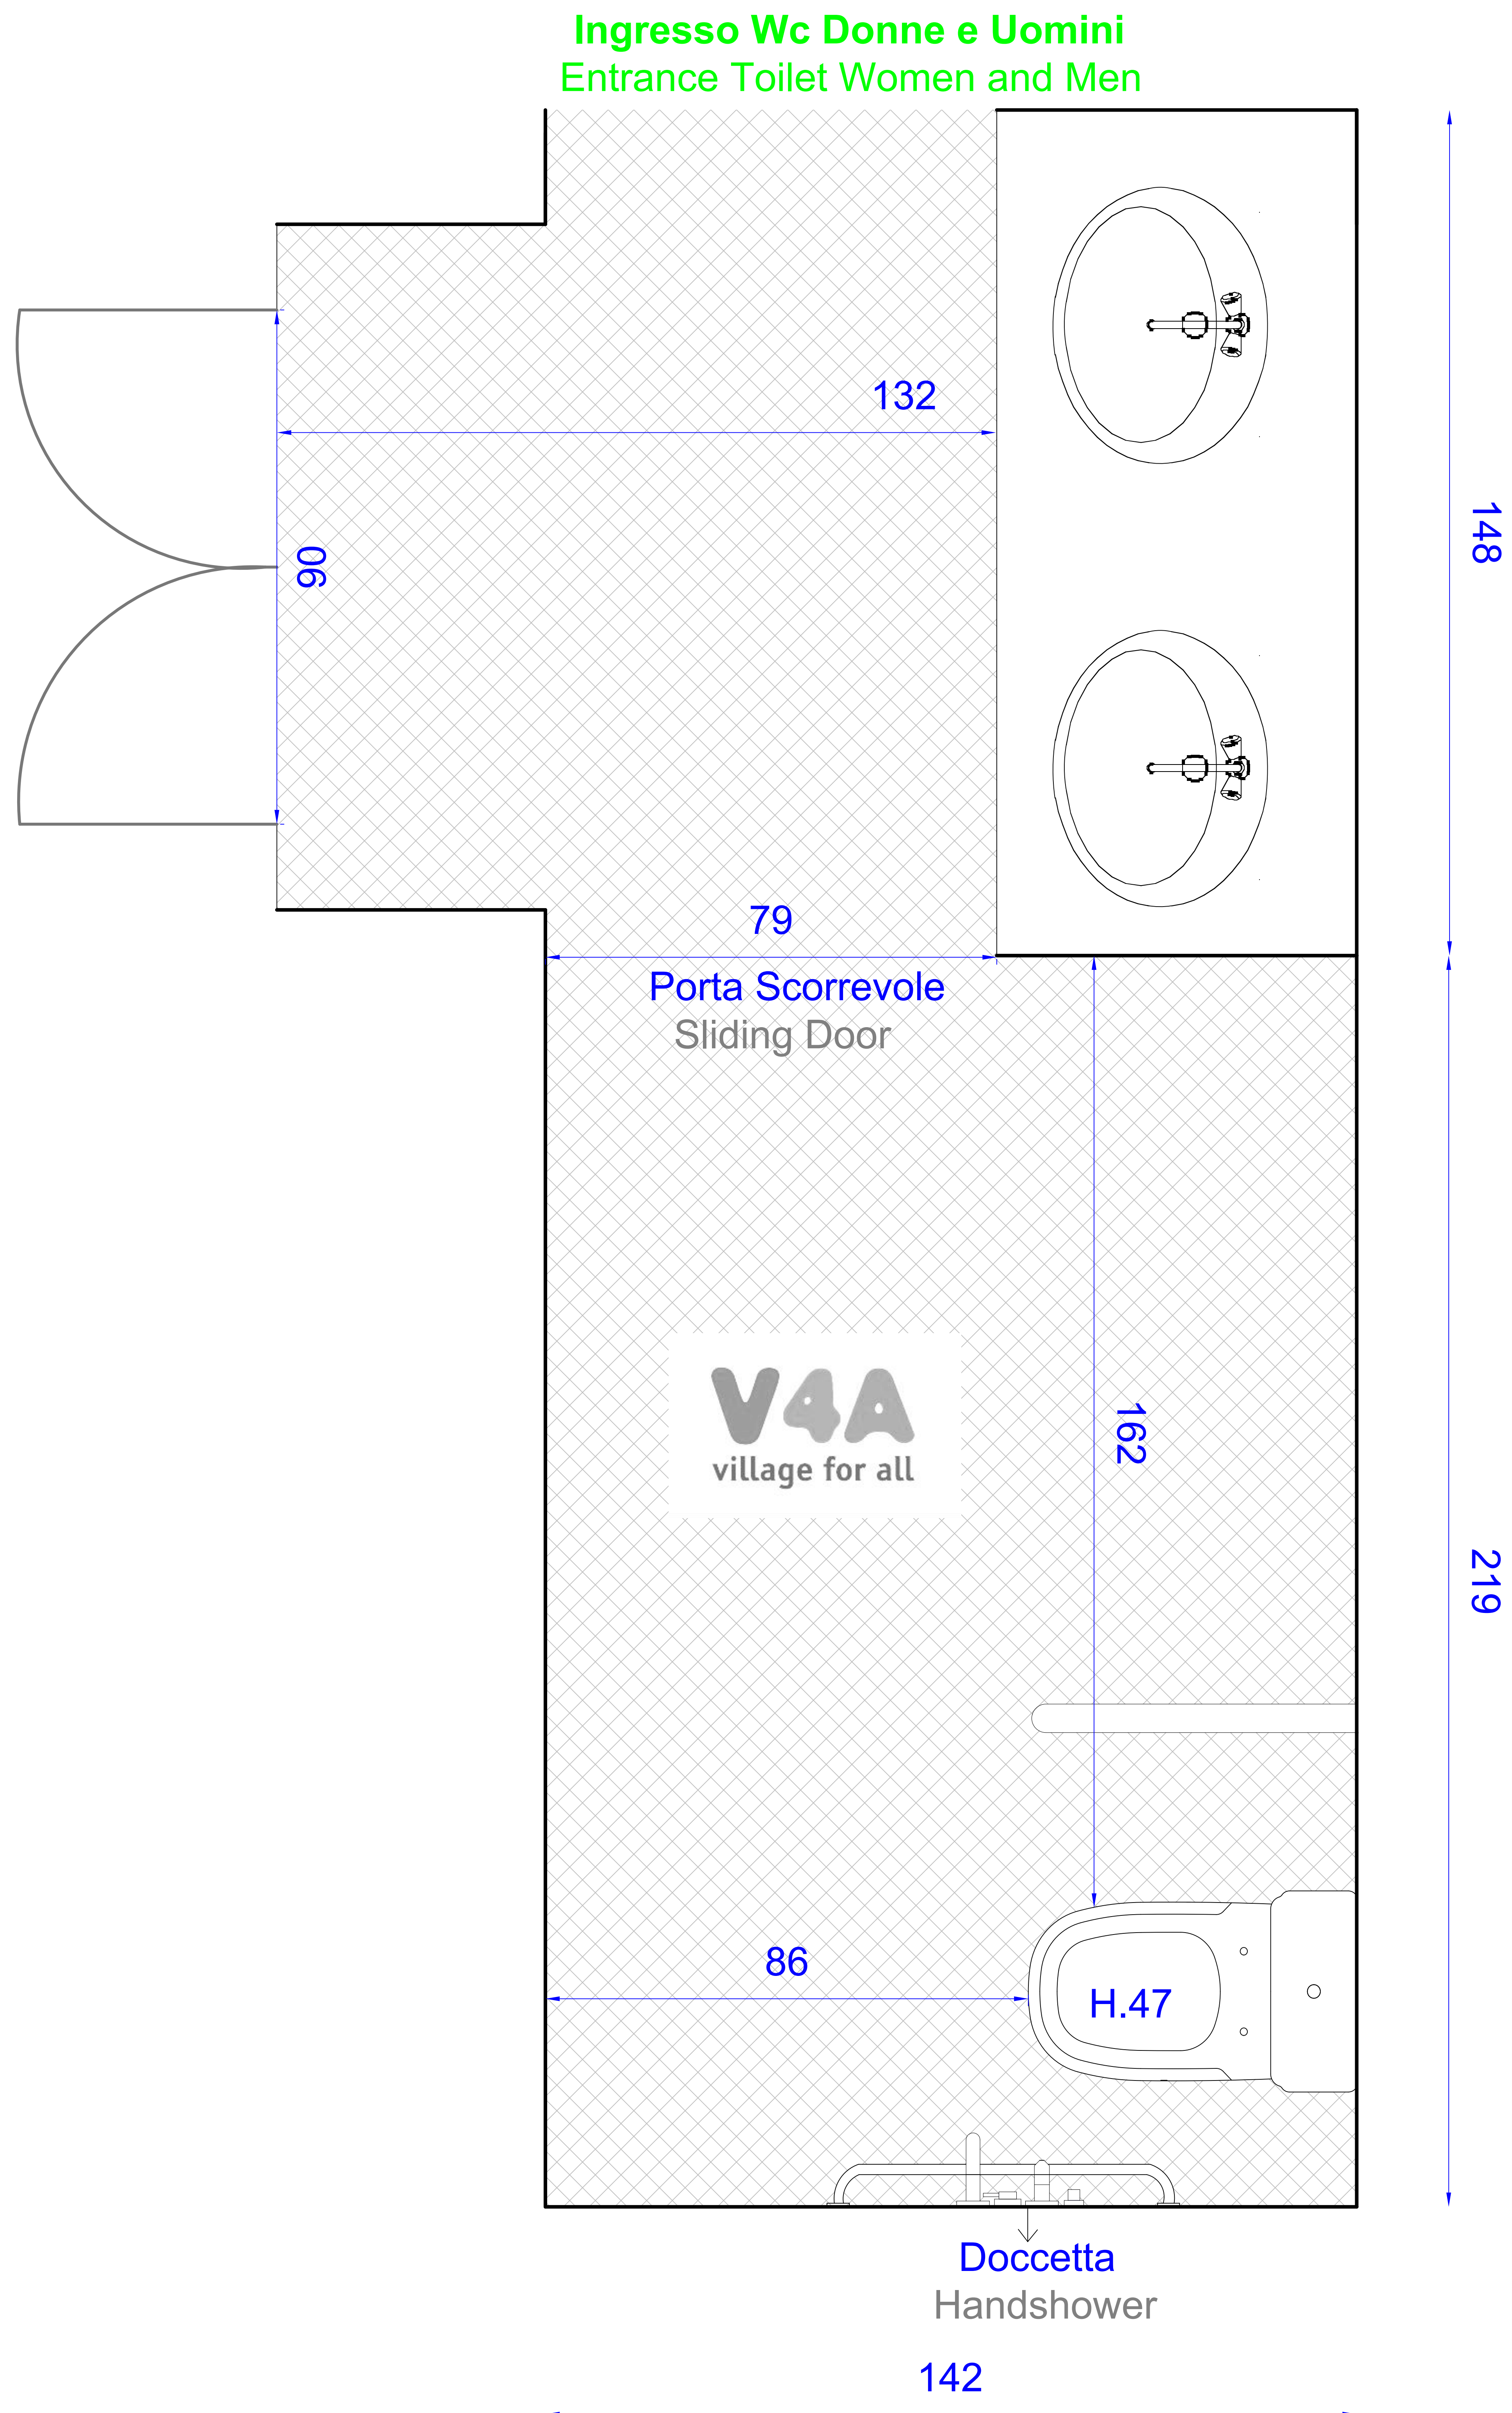 Ingresso Wc Donne e Uomini
Entrance Toilet Women and Men
132
148
90
79
Porta Scorrevole
Sliding Door
V4A
village for all
162
219
86
H.47
Doccetta
Handshower
142